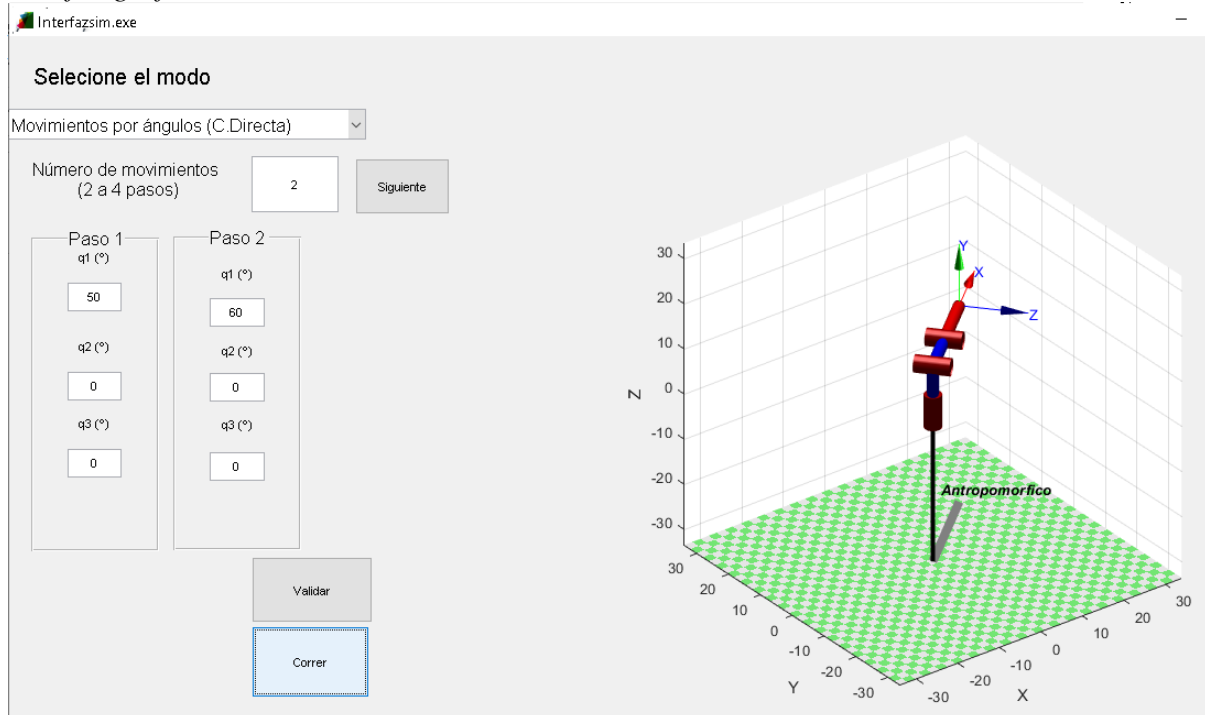 Interfazsim.exe
Selecione el modo
Movimientos por ángulos (C.Directa)
Número de movimientos
(2 a 4 pasos)
2
Siguiente
Paso 1
q1 (º)
50
q2 (º)
0
q3 (º)
0
Paso 2
q1 (º)
60
q2 (º)
0
q3 (º)
0
Validar
Correr
30
20
10
0
-10
-20
-30
Z
Y
X
Z
Antropomorfico
30
20
10
0
-10
-20
-30
Y
-30
-20
-10
0
10
20
30
X